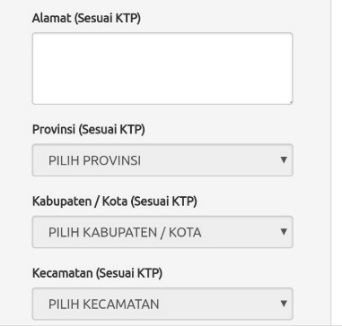 Alamat (Sesuai KTP)
Provinsi (Sesuai KTP)
PILIH PROVINSI
Kabupaten / Kota (Sesuai KTP)
PILIH KABUPATEN / KOTA
Kecamatan (Sesuai KTP)
PILIH KECAMATAN